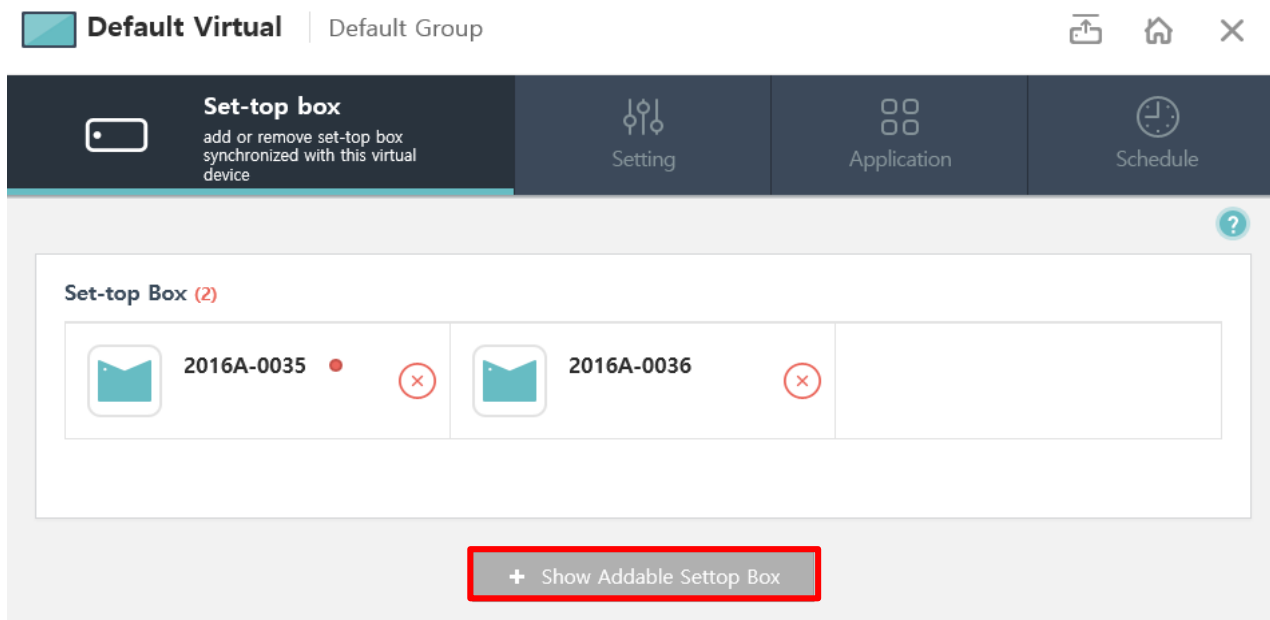 Default Virtual Default Group
Set-top box
add or remove set-top box
synchronized with this virtual
device
Setting
Application
Schedule
?
Set-top Box (2)
2016A-0035
2016A-0036
+ Show Addable Settop Box